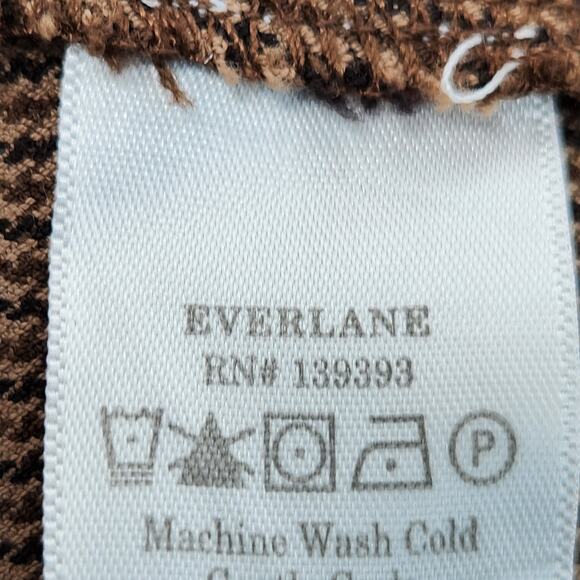 EVERLANE
RN# 139393
P
Machine Wash Cold